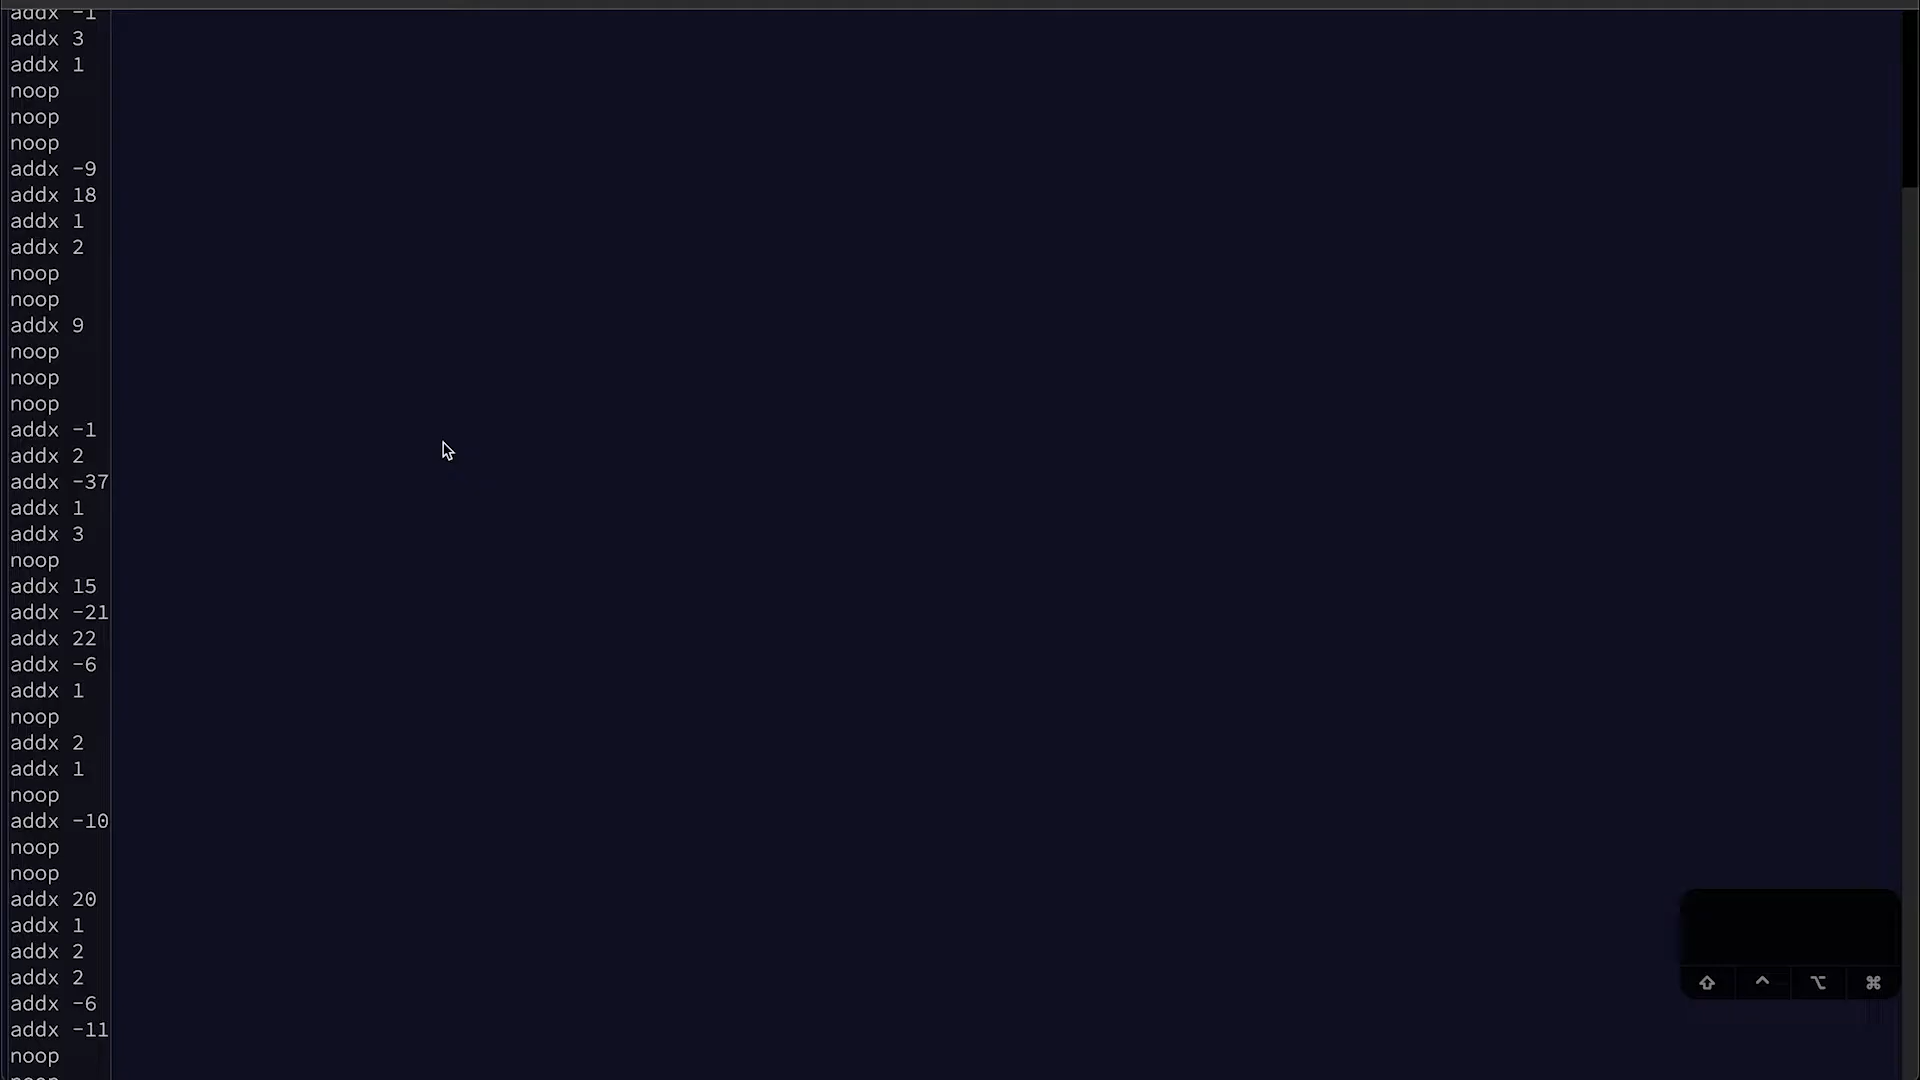 addx -1
addx 3
addx 1
noop
noop
noop
addx -9
addx 18
addx 1
addx 2
noop
noop
addx 9
noop
noop
noop
addx -1
addx 2
addx -37
addx 1
addx 3
noop
addx 15
addx -21
addx 22
addx -6
addx 1
noop
addx 2
addx 1
noop
addx -10
noop
noop
addx 20
addx 1
addx 2
addx 2
addx -6
addx -11
noop
noop